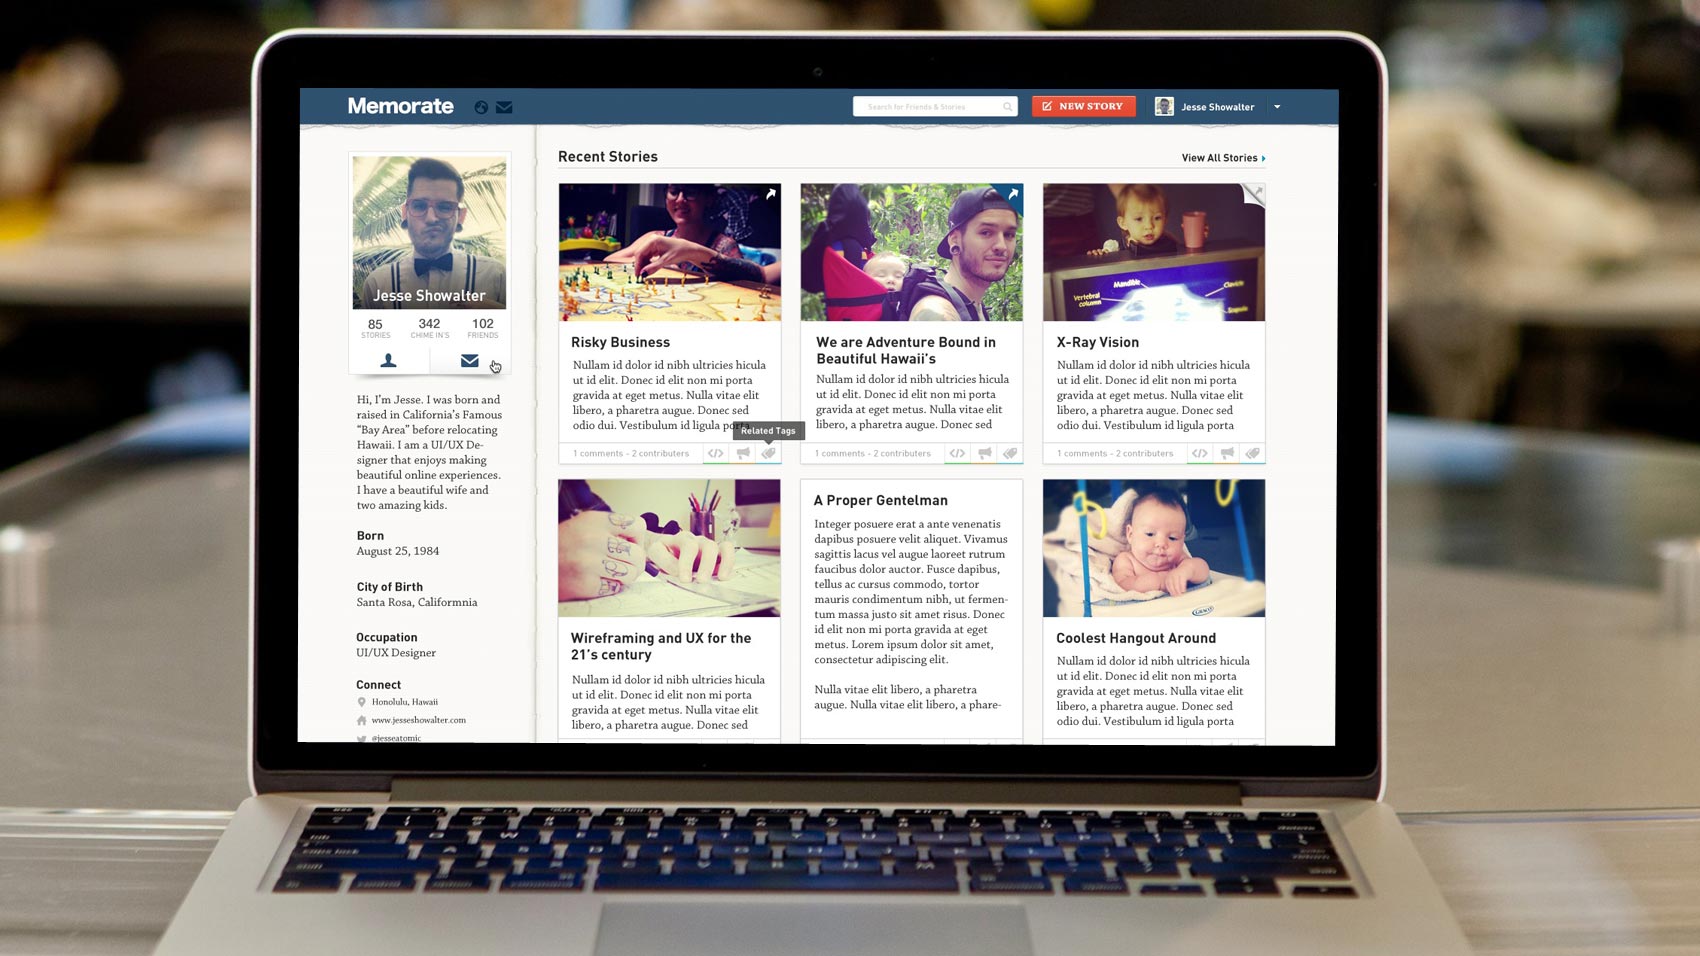 Memorate
Search for Friends & Stories
NEW STORY
Jesse Showalter
Jesse Showalter
85
STORIES
342
CHIME IN'S
102
FRIENDS
Hi, I'm Jesse. I was born and
raised in California's Famous
"Bay Area" before relocating
Hawaii. I am a UI/UX De-
signer that enjoys making
beautiful online experiences.
I have a beautiful wife and
two amazing kids.
Born
August 25, 1984
City of Birth
Santa Rosa, Califormnia
Occupation
UI/UX Designer
Connect
Honolulu, Hawaii
www.jesseshowalter.com
@jesseatomic
Recent Stories
View All Stories
Risky Business
Nullam id dolor id nibh ultricies hicula
ut id elit. Donec id elit non mi porta
gravida at eget metus. Nulla vitae elit
libero, a pharetra augue. Donec sed
odio dui. Vestibulum id ligula porta
Related Tags
1 comments - 2 contributers
We are Adventure Bound in
Beautiful Hawaii's
Nullam id dolor id nibh ultricies hicula
ut id elit. Donec id elit non mi porta
gravida at eget metus. Nulla vitae elit
libero, a pharetra augue. Donec sed
1 comments - 2 contributers
Mandible
Vertebral
column
Clavicle
X-Ray Vision
Nullam id dolor id nibh ultricies hicula
ut id elit. Donec id elit non mi porta
gravida at eget metus. Nulla vitae elit
libero, a pharetra augue. Donec sed
odio dui. Vestibulum id ligula porta
1 comments - 2 contributers
Wireframing and UX for the
21's century
Nullam id dolor id nibh ultricies hicula
ut id elit. Donec id elit non mi porta
gravida at eget metus. Nulla vitae elit
libero, a pharetra augue. Donec sed
A Proper Gentelman
Integer posuere erat a ante venenatis
dapibus posuere velit aliquet. Vivamus
sagittis lacus vel augue laoreet rutrum
faucibus dolor auctor. Fusce dapibus,
tellus ac cursus commodo, tortor
mauris condimentum nibh, ut fermen-
tum massa justo sit amet risus. Donec
id elit non mi porta gravida at eget
metus. Lorem ipsum dolor sit amet,
consectetur adipiscing elit.
Nulla vitae elit libero, a pharetra
augue. Nulla vitae elit libero, a phare-
GRACO
Coolest Hangout Around
Nullam id dolor id nibh ultricies hicula
ut id elit. Donec id elit non mi porta
gravida at eget metus. Nulla vitae elit
libero, a pharetra augue. Donec sed
odio dui. Vestibulum id ligula porta